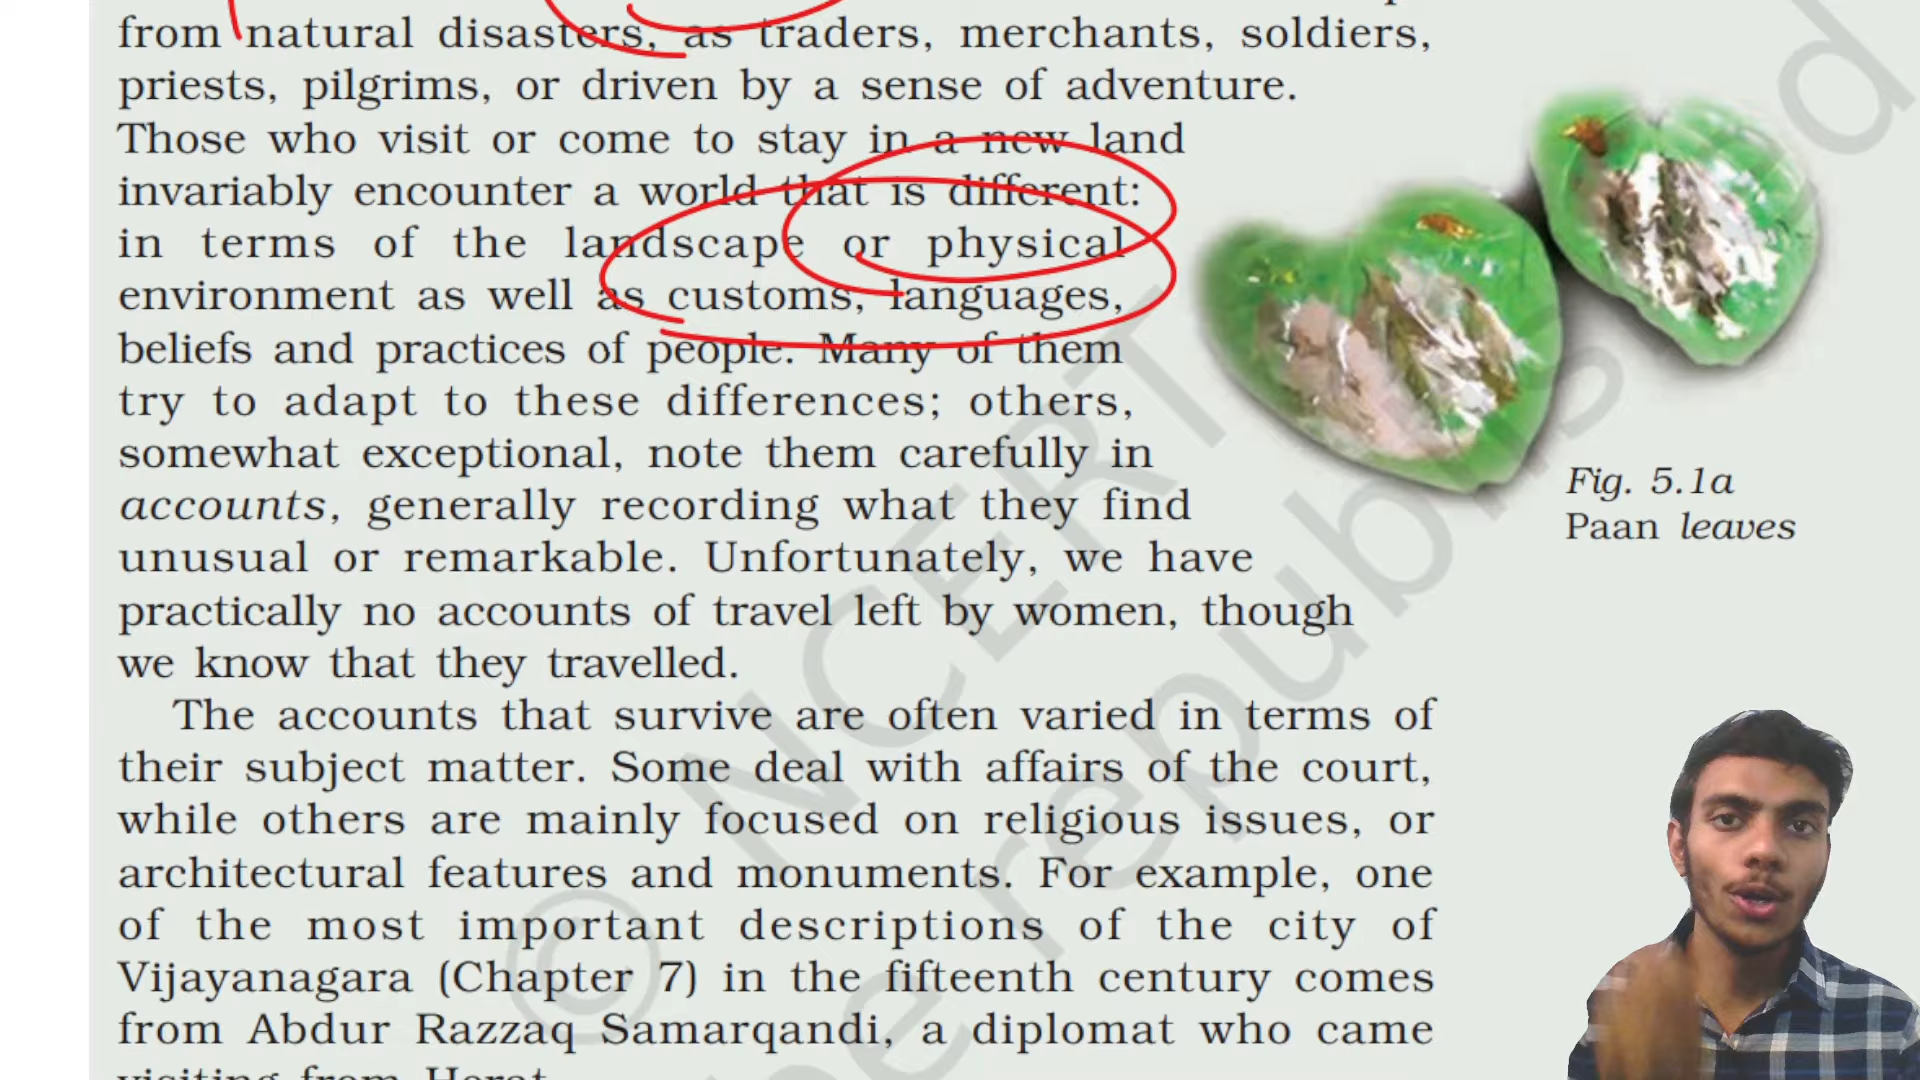 from natural disasters, as traders, merchants, soldiers,
priests, pilgrims, or driven by a sense of adventure.
Those who visit or come to stay in a new land
invariably encounter a world that is different:
in terms of the landscape or physical
environment as well as customs, languages,
beliefs and practices of people. Many of them
try to adapt to these differences; others,
somewhat exceptional, note them carefully in
accounts, generally recording what they find
unusual or remarkable. Unfortunately, we have
practically no accounts of travel left by women, though
we know that they travelled.
The accounts that survive are often varied in terms of
their subject matter. Some deal with affairs of the court,
while others are mainly focused on religious issues, or
architectural features and monuments. For example, one
of the most important descriptions of the city of
Vijayanagara (Chapter 7) in the fifteenth century comes
from Abdur Razzaq Samarqandi, a diplomat who came
visiting from Herat.
Fig. 5.1a
Paan leaves
© NCERT
be republis d